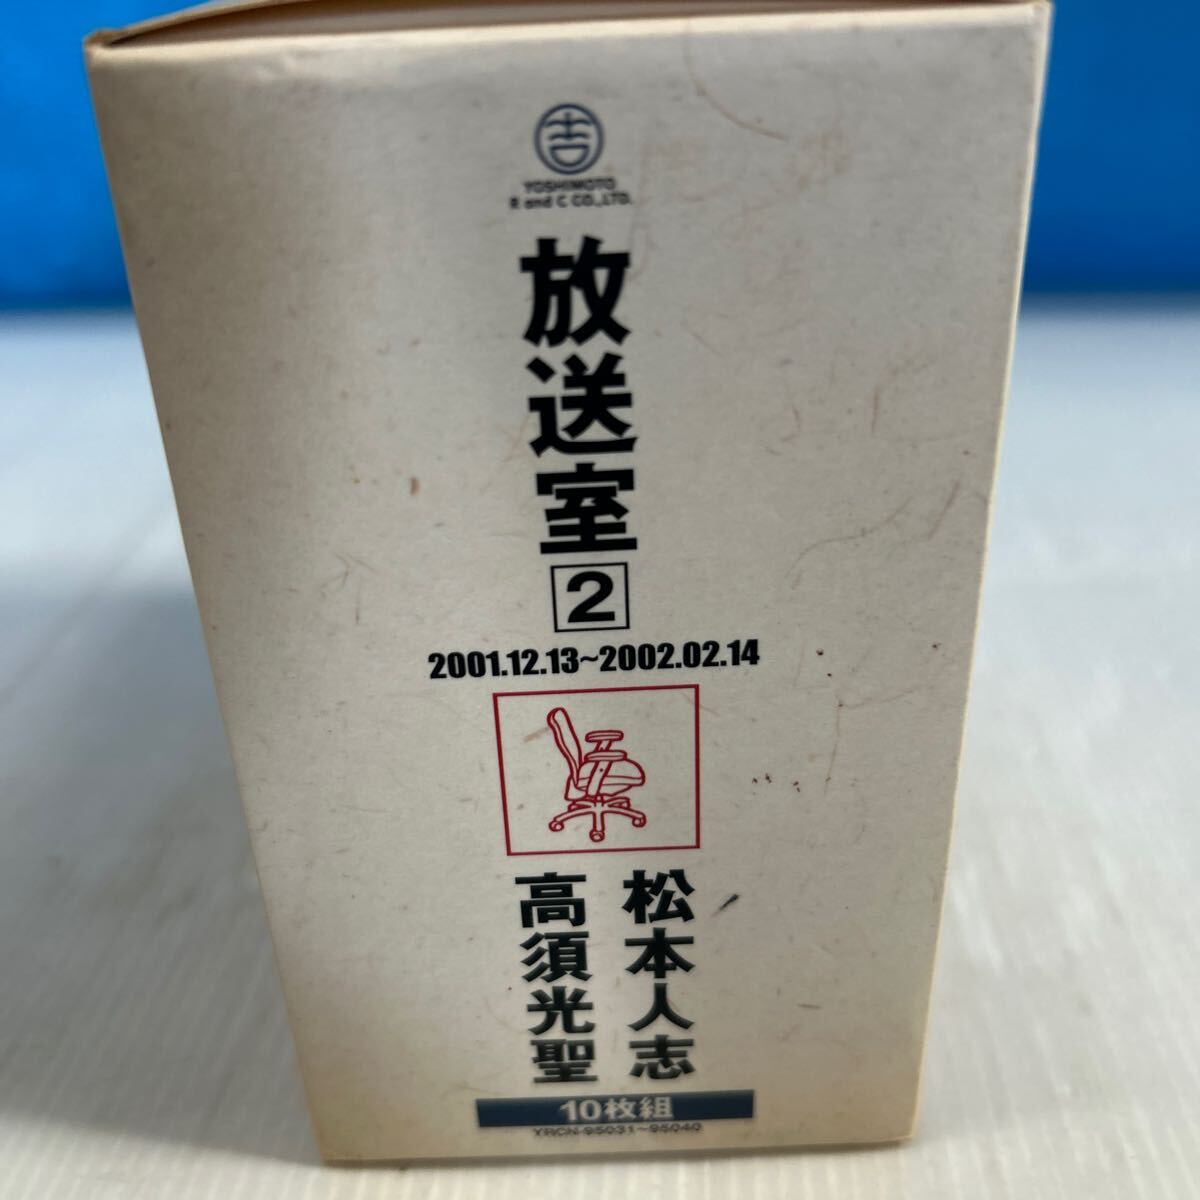 吉
YOSHIMOTO
R and C CO.,LTD.
放送室
2
2001.12.13~2002.02.14
松本人志
高須光聖
10枚組
YRCN-95031~95040